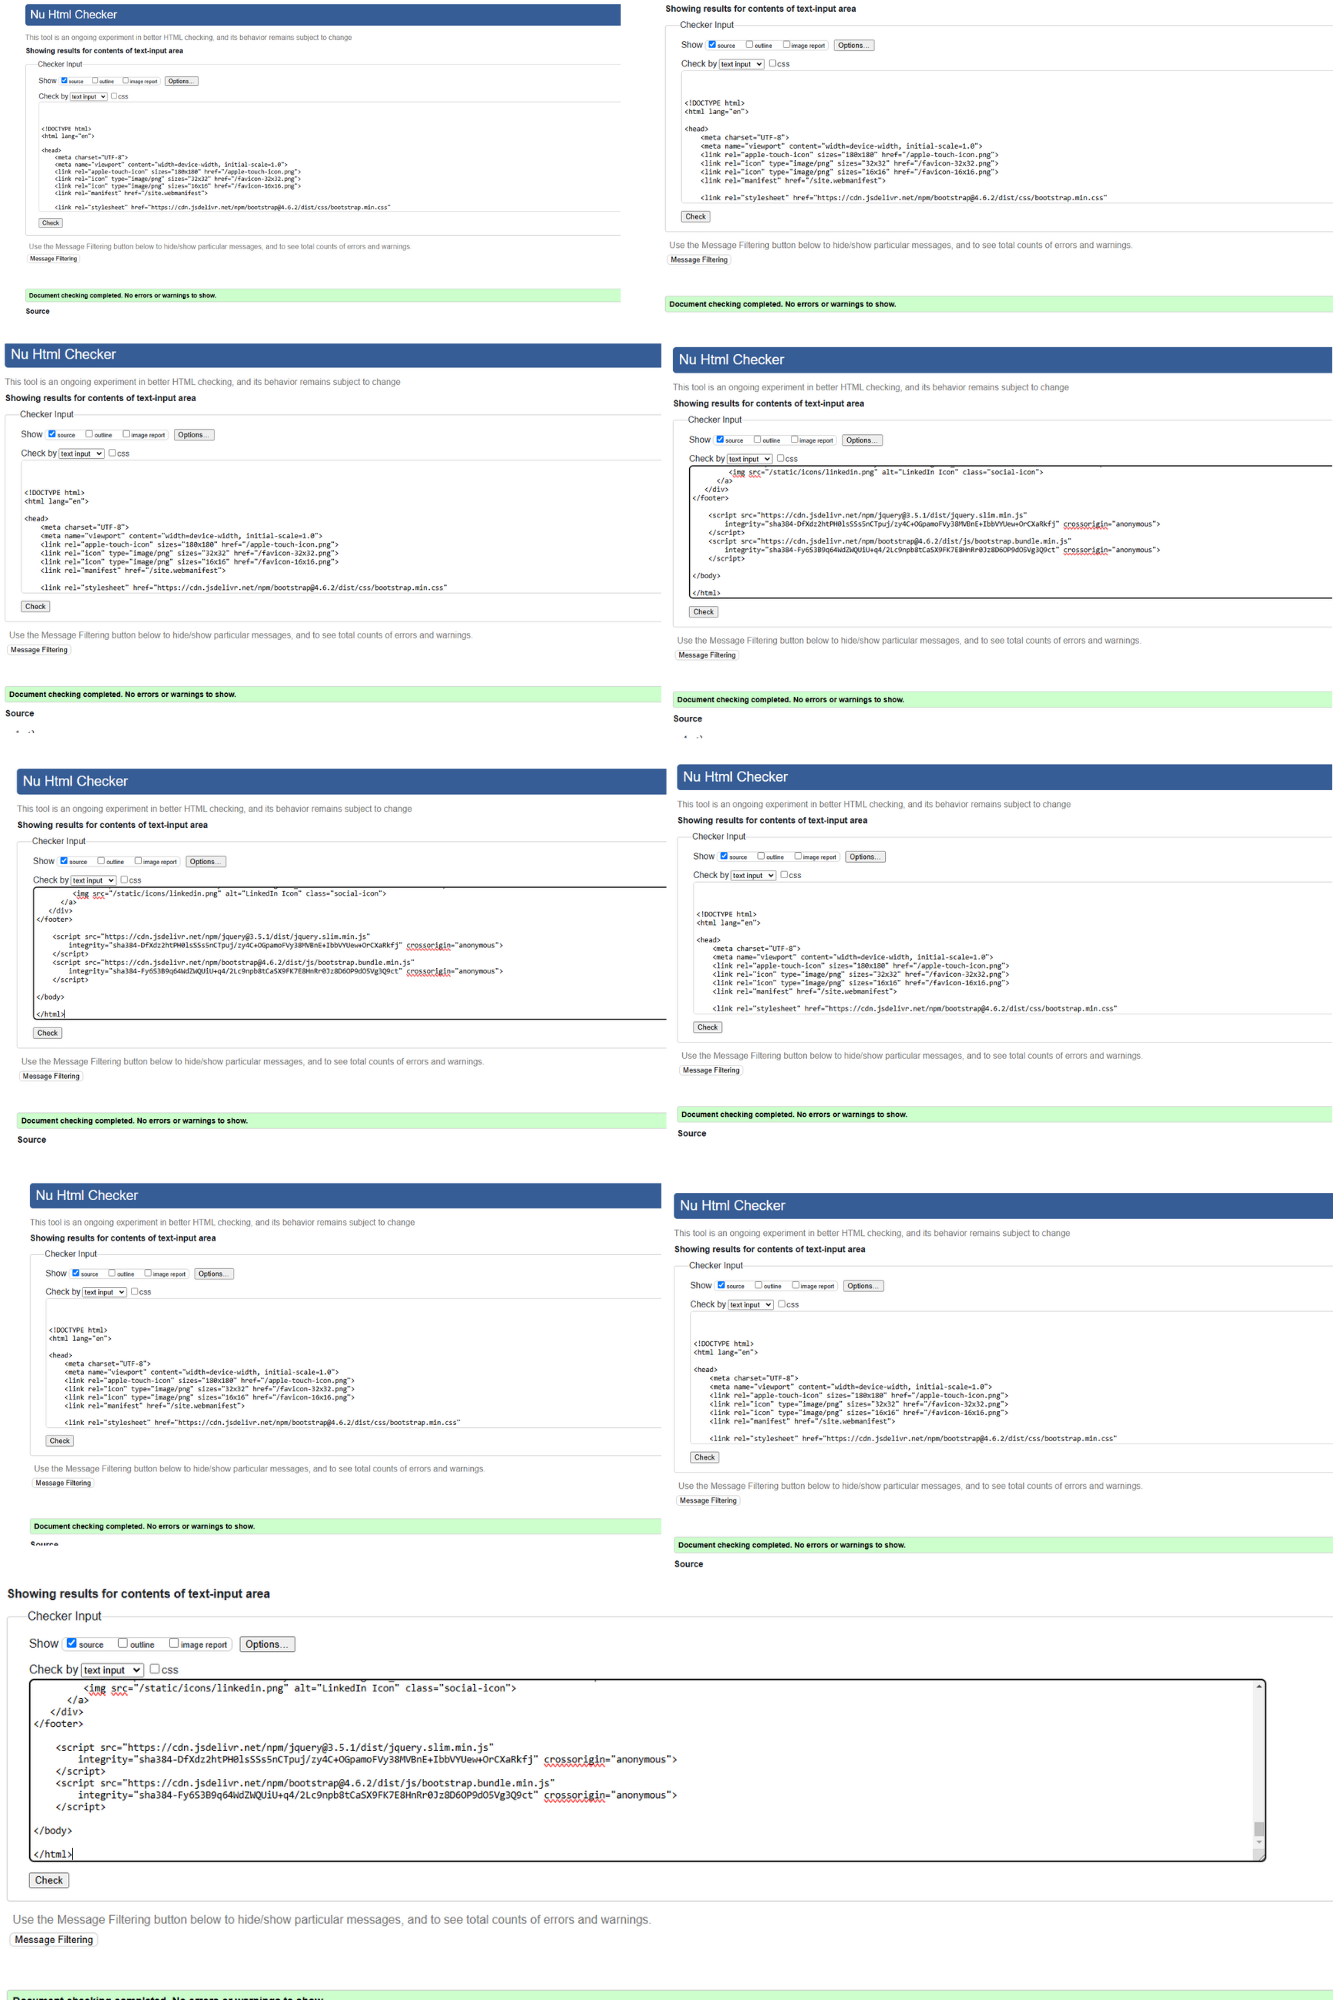 Nu Html Checker
This tool is an ongoing experiment in better HTML checking, and its behavior remains subject to change
Showing results for contents of text-input area
Checker Input
Show source outline image report Options...
Check by text input css
<!DOCTYPE html>
<html lang="en">
<head>
<meta charset="UTF-8">
<meta name="viewport" content="width=device-width, initial-scale=1.0">
<link rel="apple-touch-icon" sizes="180x180" href="/apple-touch-icon.png">
<link rel="icon" type="image/png" sizes="32x32" href="/favicon-32x32.png">
<link rel="icon" type="image/png" sizes="16x16" href="/favicon-16x16.png">
<link rel="manifest" href="/site.webmanifest">
<link rel="stylesheet" href="https://cdn.jsdelivr.net/npm/bootstrap@4.6.2/dist/css/bootstrap.min.css"
Check
Use the Message Filtering button below to hide/show particular messages, and to see total counts of errors and warnings.
Message Filtering
Document checking completed. No errors or warnings to show.
Source
Showing results for contents of text-input area
Checker Input
Show source outline image report Options...
Check by text input css
<!DOCTYPE html>
<html lang="en">
<head>
<meta charset="UTF-8">
<meta name="viewport" content="width=device-width, initial-scale=1.0">
<link rel="apple-touch-icon" sizes="180x180" href="/apple-touch-icon.png">
<link rel="icon" type="image/png" sizes="32x32" href="/favicon-32x32.png">
<link rel="icon" type="image/png" sizes="16x16" href="/favicon-16x16.png">
<link rel="manifest" href="/site.webmanifest">
<link rel="stylesheet" href="https://cdn.jsdelivr.net/npm/bootstrap@4.6.2/dist/css/bootstrap.min.css"
Check
Use the Message Filtering button below to hide/show particular messages, and to see total counts of errors and warnings.
Message Filtering
Document checking completed. No errors or warnings to show.
Nu Html Checker
This tool is an ongoing experiment in better HTML checking, and its behavior remains subject to change
Showing results for contents of text-input area
Checker Input
Show source outline image report Options...
Check by text input css
<!DOCTYPE html>
<html lang="en">
<head>
<meta charset="UTF-8">
<meta name="viewport" content="width=device-width, initial-scale=1.0">
<link rel="apple-touch-icon" sizes="180x180" href="/apple-touch-icon.png">
<link rel="icon" type="image/png" sizes="32x32" href="/favicon-32x32.png">
<link rel="icon" type="image/png" sizes="16x16" href="/favicon-16x16.png">
<link rel="manifest" href="/site.webmanifest">
<link rel="stylesheet" href="https://cdn.jsdelivr.net/npm/bootstrap@4.6.2/dist/css/bootstrap.min.css"
Check
Use the Message Filtering button below to hide/show particular messages, and to see total counts of errors and warnings.
Message Filtering
Document checking completed. No errors or warnings to show.
Source
Nu Html Checker
This tool is an ongoing experiment in better HTML checking, and its behavior remains subject to change
Showing results for contents of text-input area
Checker Input
Show source outline image report Options...
Check by text input css
<img src="/static/icons/linkedin.png" alt="LinkedIn Icon" class="social-icon">
</a>
</div>
</footer>
<script src="https://cdn.jsdelivr.net/npm/jquery@3.5.1/dist/jquery.slim.min.js"
integrity="sha384-DfXdz2htPH0lsSSs5nCTpuj/zy4C+OGpamoFVy38MVBnE+IbbVYUew+OrCXaRkfj" crossorigin="anonymous">
</script>
<script src="https://cdn.jsdelivr.net/npm/bootstrap@4.6.2/dist/js/bootstrap.bundle.min.js"
integrity="sha384-Fy6S3B9q64WdZWQUiU+q4/2Lc9npb8tCaSX9FK7E8HnRr0Jz8D6OP9dO5Vg3Q9ct" crossorigin="anonymous">
</script>
</body>
</html>
Check
Use the Message Filtering button below to hide/show particular messages, and to see total counts of errors and warnings.
Message Filtering
Document checking completed. No errors or warnings to show.
Source
Nu Html Checker
This tool is an ongoing experiment in better HTML checking, and its behavior remains subject to change
Showing results for contents of text-input area
Checker Input
Show source outline image report Options...
Check by text input css
<img src="/static/icons/linkedin.png" alt="LinkedIn Icon" class="social-icon">
</a>
</div>
</footer>
<script src="https://cdn.jsdelivr.net/npm/jquery@3.5.1/dist/jquery.slim.min.js"
integrity="sha384-DfXdz2htPH0lsSSs5nCTpuj/zy4C+OGpamoFVy38MVBnE+IbbVYUew+OrCXaRkfj" crossorigin="anonymous">
</script>
<script src="https://cdn.jsdelivr.net/npm/bootstrap@4.6.2/dist/js/bootstrap.bundle.min.js"
integrity="sha384-Fy6S3B9q64WdZWQUiU+q4/2Lc9npb8tCaSX9FK7E8HnRr0Jz8D6OP9dO5Vg3Q9ct" crossorigin="anonymous">
</script>
</body>
</html>
Check
Use the Message Filtering button below to hide/show particular messages, and to see total counts of errors and warnings.
Message Filtering
Document checking completed. No errors or warnings to show.
Source
Nu Html Checker
This tool is an ongoing experiment in better HTML checking, and its behavior remains subject to change
Showing results for contents of text-input area
Checker Input
Show source outline image report Options...
Check by text input css
<!DOCTYPE html>
<html lang="en">
<head>
<meta charset="UTF-8">
<meta name="viewport" content="width=device-width, initial-scale=1.0">
<link rel="apple-touch-icon" sizes="180x180" href="/apple-touch-icon.png">
<link rel="icon" type="image/png" sizes="32x32" href="/favicon-32x32.png">
<link rel="icon" type="image/png" sizes="16x16" href="/favicon-16x16.png">
<link rel="manifest" href="/site.webmanifest">
<link rel="stylesheet" href="https://cdn.jsdelivr.net/npm/bootstrap@4.6.2/dist/css/bootstrap.min.css"
Check
Use the Message Filtering button below to hide/show particular messages, and to see total counts of errors and warnings.
Message Filtering
Document checking completed. No errors or warnings to show.
Source
Nu Html Checker
This tool is an ongoing experiment in better HTML checking, and its behavior remains subject to change
Showing results for contents of text-input area
Checker Input
Show source outline image report Options...
Check by text input css
<!DOCTYPE html>
<html lang="en">
<head>
<meta charset="UTF-8">
<meta name="viewport" content="width=device-width, initial-scale=1.0">
<link rel="apple-touch-icon" sizes="180x180" href="/apple-touch-icon.png">
<link rel="icon" type="image/png" sizes="32x32" href="/favicon-32x32.png">
<link rel="icon" type="image/png" sizes="16x16" href="/favicon-16x16.png">
<link rel="manifest" href="/site.webmanifest">
<link rel="stylesheet" href="https://cdn.jsdelivr.net/npm/bootstrap@4.6.2/dist/css/bootstrap.min.css"
Check
Use the Message Filtering button below to hide/show particular messages, and to see total counts of errors and warnings.
Message Filtering
Document checking completed. No errors or warnings to show.
Source
Nu Html Checker
This tool is an ongoing experiment in better HTML checking, and its behavior remains subject to change
Showing results for contents of text-input area
Checker Input
Show source outline image report Options...
Check by text input css
<!DOCTYPE html>
<html lang="en">
<head>
<meta charset="UTF-8">
<meta name="viewport" content="width=device-width, initial-scale=1.0">
<link rel="apple-touch-icon" sizes="180x180" href="/apple-touch-icon.png">
<link rel="icon" type="image/png" sizes="32x32" href="/favicon-32x32.png">
<link rel="icon" type="image/png" sizes="16x16" href="/favicon-16x16.png">
<link rel="manifest" href="/site.webmanifest">
<link rel="stylesheet" href="https://cdn.jsdelivr.net/npm/bootstrap@4.6.2/dist/css/bootstrap.min.css"
Check
Use the Message Filtering button below to hide/show particular messages, and to see total counts of errors and warnings.
Message Filtering
Document checking completed. No errors or warnings to show.
Source
Showing results for contents of text-input area
Checker Input
Show source outline image report Options...
Check by text input css
<img src="/static/icons/linkedin.png" alt="LinkedIn Icon" class="social-icon">
</a>
</div>
</footer>
<script src="https://cdn.jsdelivr.net/npm/jquery@3.5.1/dist/jquery.slim.min.js"
integrity="sha384-DfXdz2htPH0lsSSs5nCTpuj/zy4C+OGpamoFVy38MVBnE+IbbVYUew+OrCXaRkfj" crossorigin="anonymous">
</script>
<script src="https://cdn.jsdelivr.net/npm/bootstrap@4.6.2/dist/js/bootstrap.bundle.min.js"
integrity="sha384-Fy6S3B9q64WdZWQUiU+q4/2Lc9npb8tCaSX9FK7E8HnRr0Jz8D6OP9dO5Vg3Q9ct" crossorigin="anonymous">
</script>
</body>
</html>
Check
Use the Message Filtering button below to hide/show particular messages, and to see total counts of errors and warnings.
Message Filtering
Document checking completed. No errors or warnings to show.